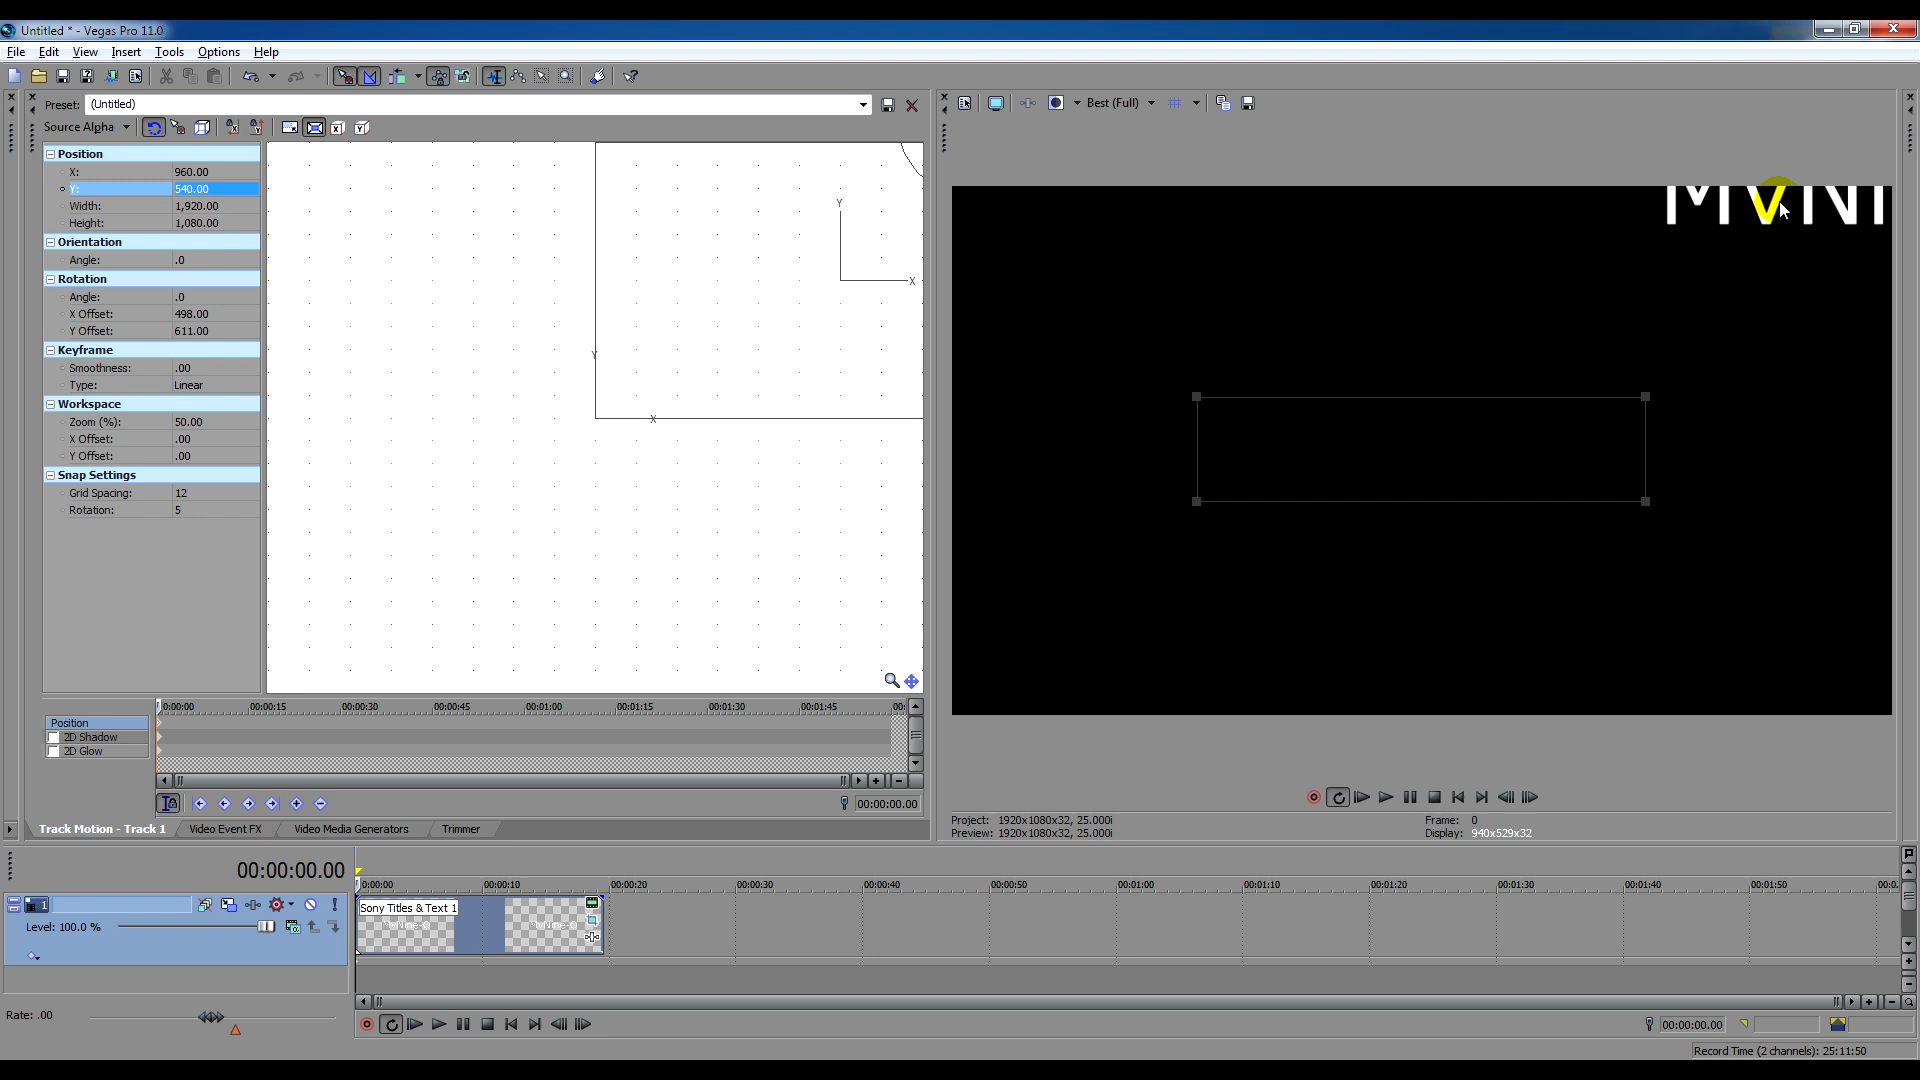 Untitled * - Vegas Pro 11.0
File Edit View Insert Tools Options Help
Preset: (Untitled)
Best (Full)
Source Alpha
Position
X: 960.00
Y: 540.00
Width: 1,920.00
Height: 1,080.00
Orientation
Angle: .0
Rotation
Angle: .0
X Offset: 498.00
Y Offset: 611.00
Keyframe
Smoothness: .00
Type: Linear
Workspace
Zoom (%): 50.00
X Offset: .00
Y Offset: .00
Snap Settings
Grid Spacing: 12
Rotation: 5
Y
X
Y
X
0:00:00 00:00:15 00:00:30 00:00:45 00:01:00 00:01:15 00:01:30 00:01:45 00:
Position
2D Shadow
2D Glow
00:00:00.00
Track Motion - Track 1 Video Event FX Video Media Generators Trimmer
Project: 1920x1080x32, 25.000i
Preview: 1920x1080x32, 25.000i
Frame: 0
Display: 940x529x32
00:00:00.00
0:00:00 00:00:10 00:00:20 00:00:30 00:00:40 00:00:50 00:01:00 00:01:10 00:01:20 00:01:30 00:01:40 00:01:50 00:0
1
Level: 100.0 %
Sony Titles & Text 1
MvNine-O
MvNine-O
Rate: .00
00:00:00.00
Record Time (2 channels): 25:11:50